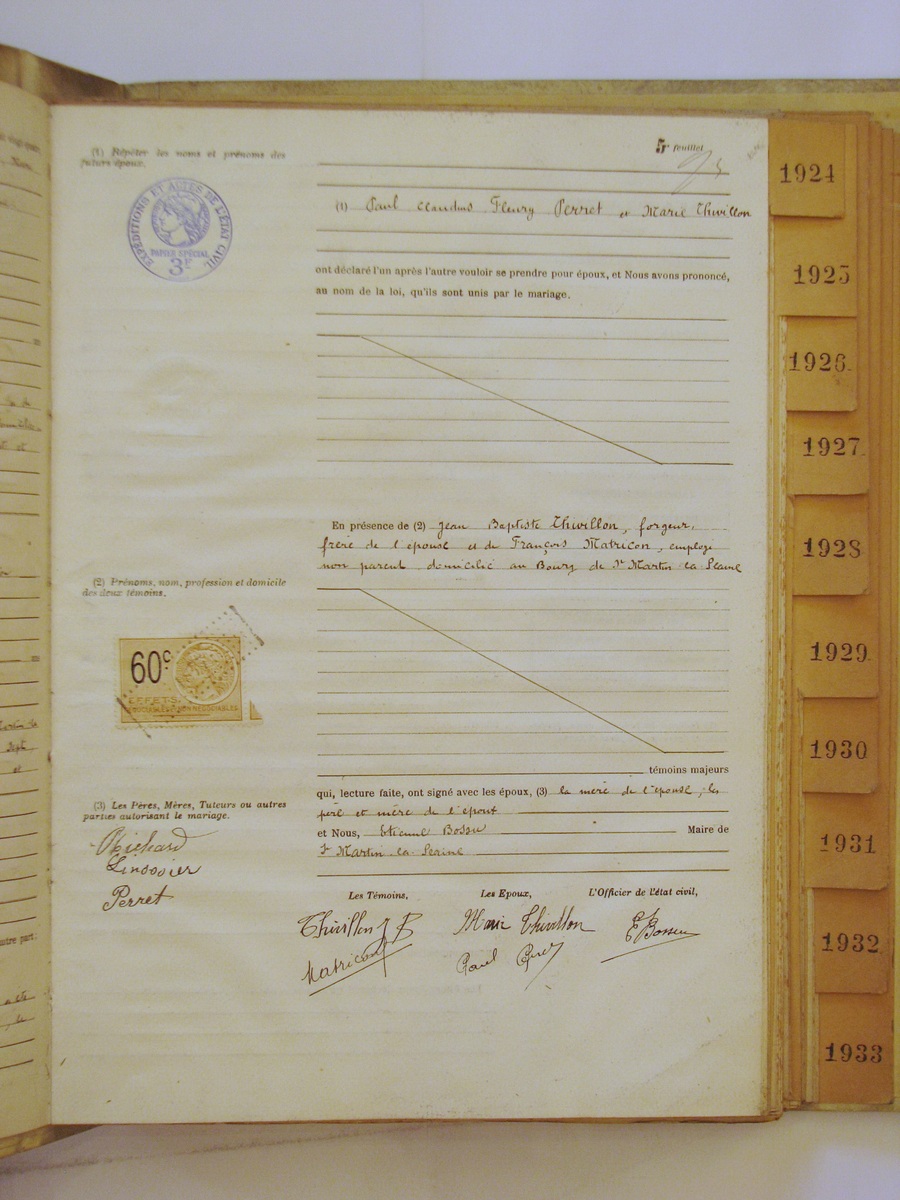 (1) Répéter les noms et prénoms des
futurs époux.
5e feuillet
EXPÉDITIONS ET ACTES DE L'ÉTAT CIVIL
PAPIER SPÉCIAL
3F
(1) Paul Claudius Fleury Perret et Marie Thivillon
ont déclaré l'un après l'autre vouloir se prendre pour époux, et Nous avons prononcé,
au nom de la loi, qu'ils sont unis par le mariage.
En présence de (2) Jean Baptiste Thivillon, forgeur,
frère de l'épouse et de François Matricon, employé
non parent, domicilié au Bourg de St Martin la Plaine
(2) Prénoms, nom, profession et domicile
des deux témoins.
60c
EFFETS
témoins majeurs
qui, lecture faite, ont signé avec les époux, (3) la mère de l'épouse, les
père et mère de l'époux
et Nous, Etienne Bossu Maire de
St Martin la Plaine
(3) Les Pères, Mères, Tuteurs ou autres
parties autorisant le mariage.
Perret
Les Témoins, Les Epoux, L'Officier de l'état civil,
Thivillon J B Marie Thivillon E Bossu
Matricon Paul
1924
1925
1926.
1927
1928
1929
1930
1931
1932
1933